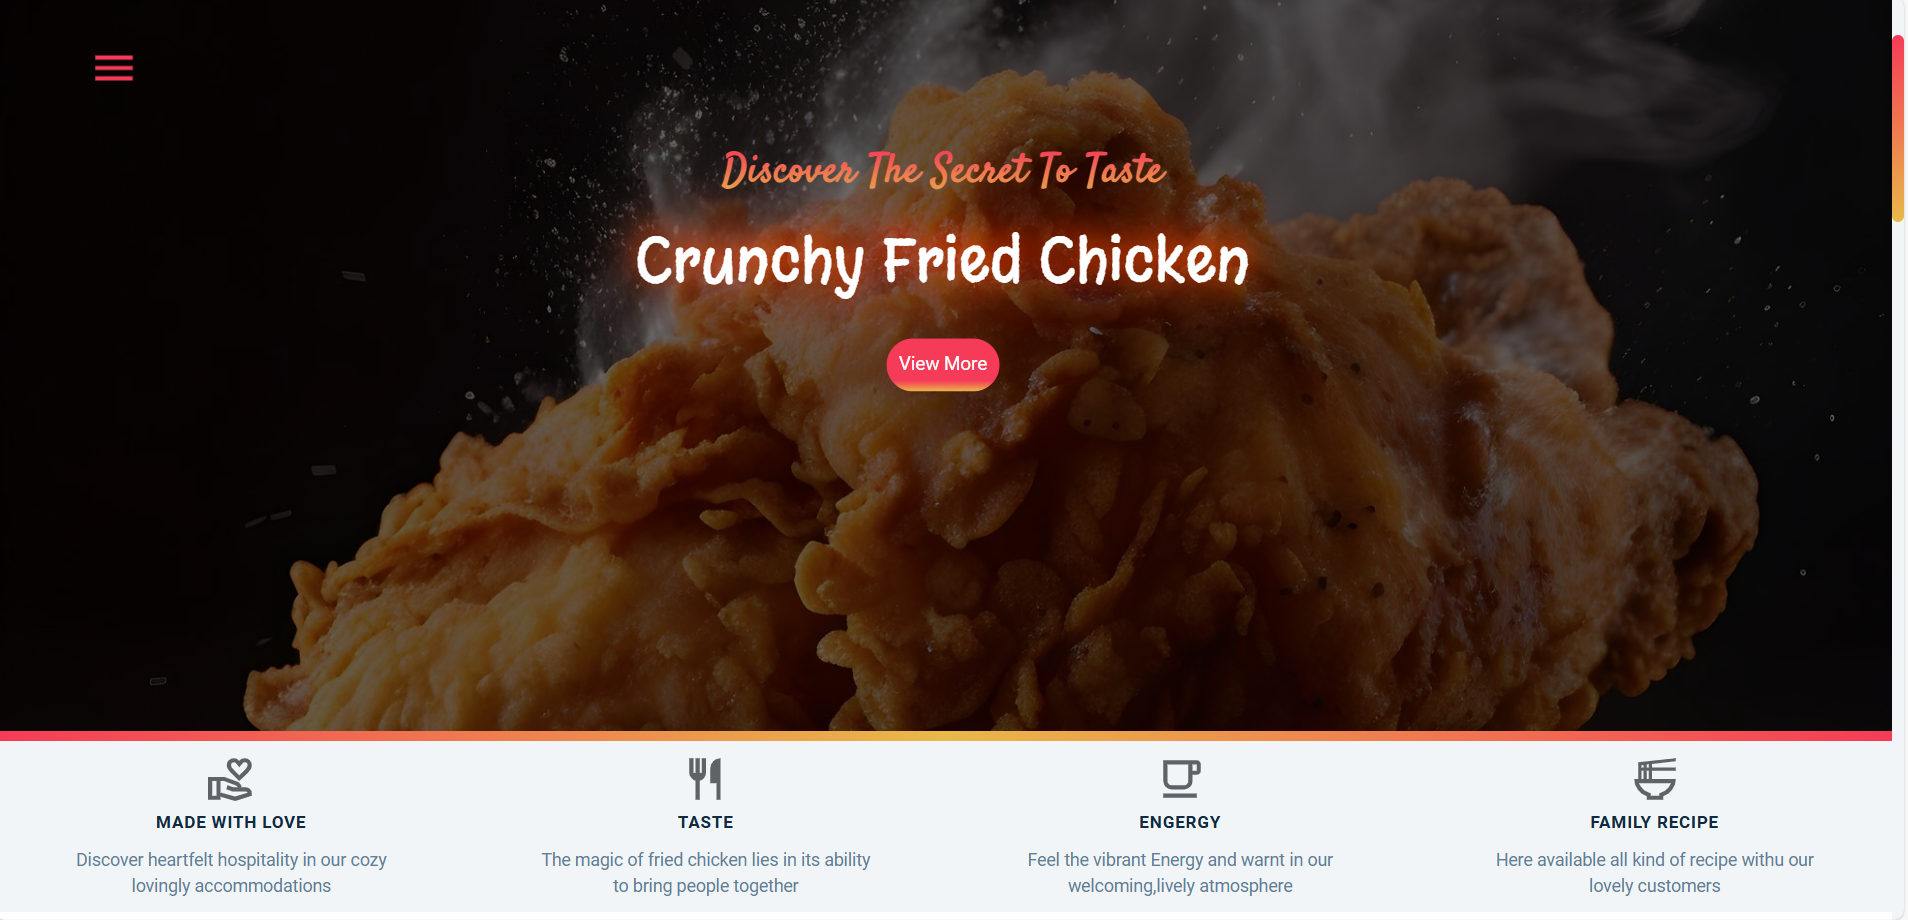 Discover The Secret To Taste
Crunchy Fried Chicken
View More
MADE WITH LOVE
Discover heartfelt hospitality in our cozy
lovingly accommodations
TASTE
The magic of fried chicken lies in its ability
to bring people together
ENGERGY
Feel the vibrant Energy and warnt in our
welcoming,lively atmosphere
FAMILY RECIPE
Here available all kind of recipe withu our
lovely customers